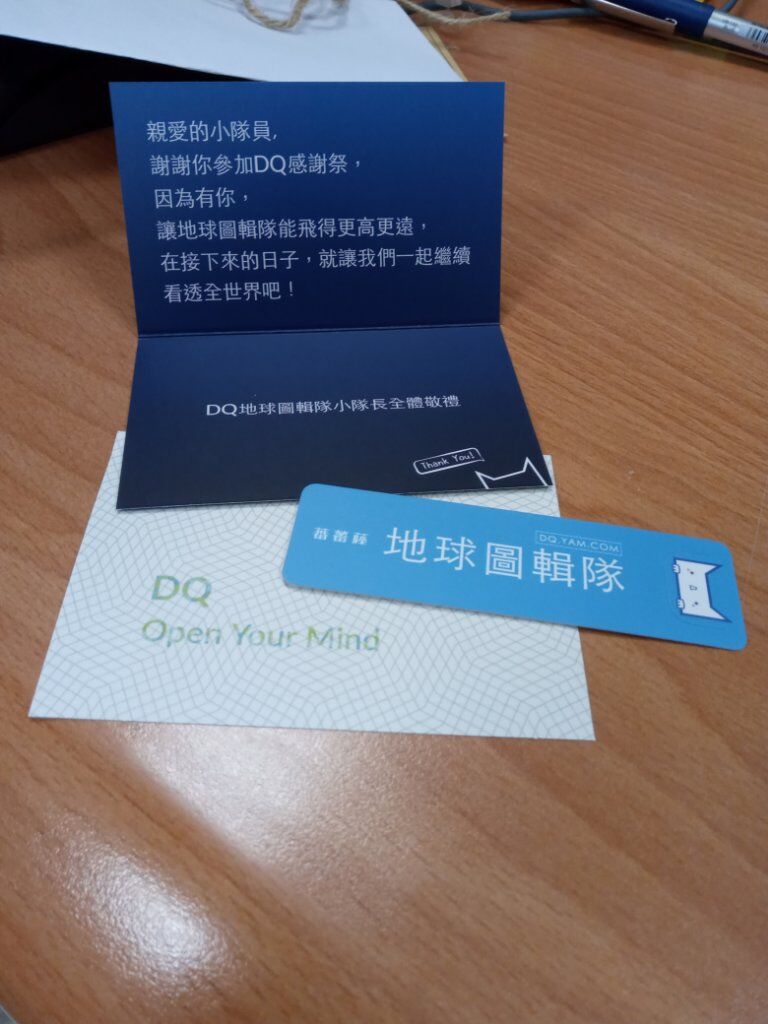 親愛的小隊員,
謝謝你參加DQ感謝祭，
因為有你，
讓地球圖輯隊能飛得更高更遠，
在接下來的日子，就讓我們一起繼續
看透全世界吧！
DQ地球圖輯隊小隊長全體敬禮
Thank You!
蕃薯藤
地球圖輯隊
DQ.YAM.COM
DQ
Open Your Mind